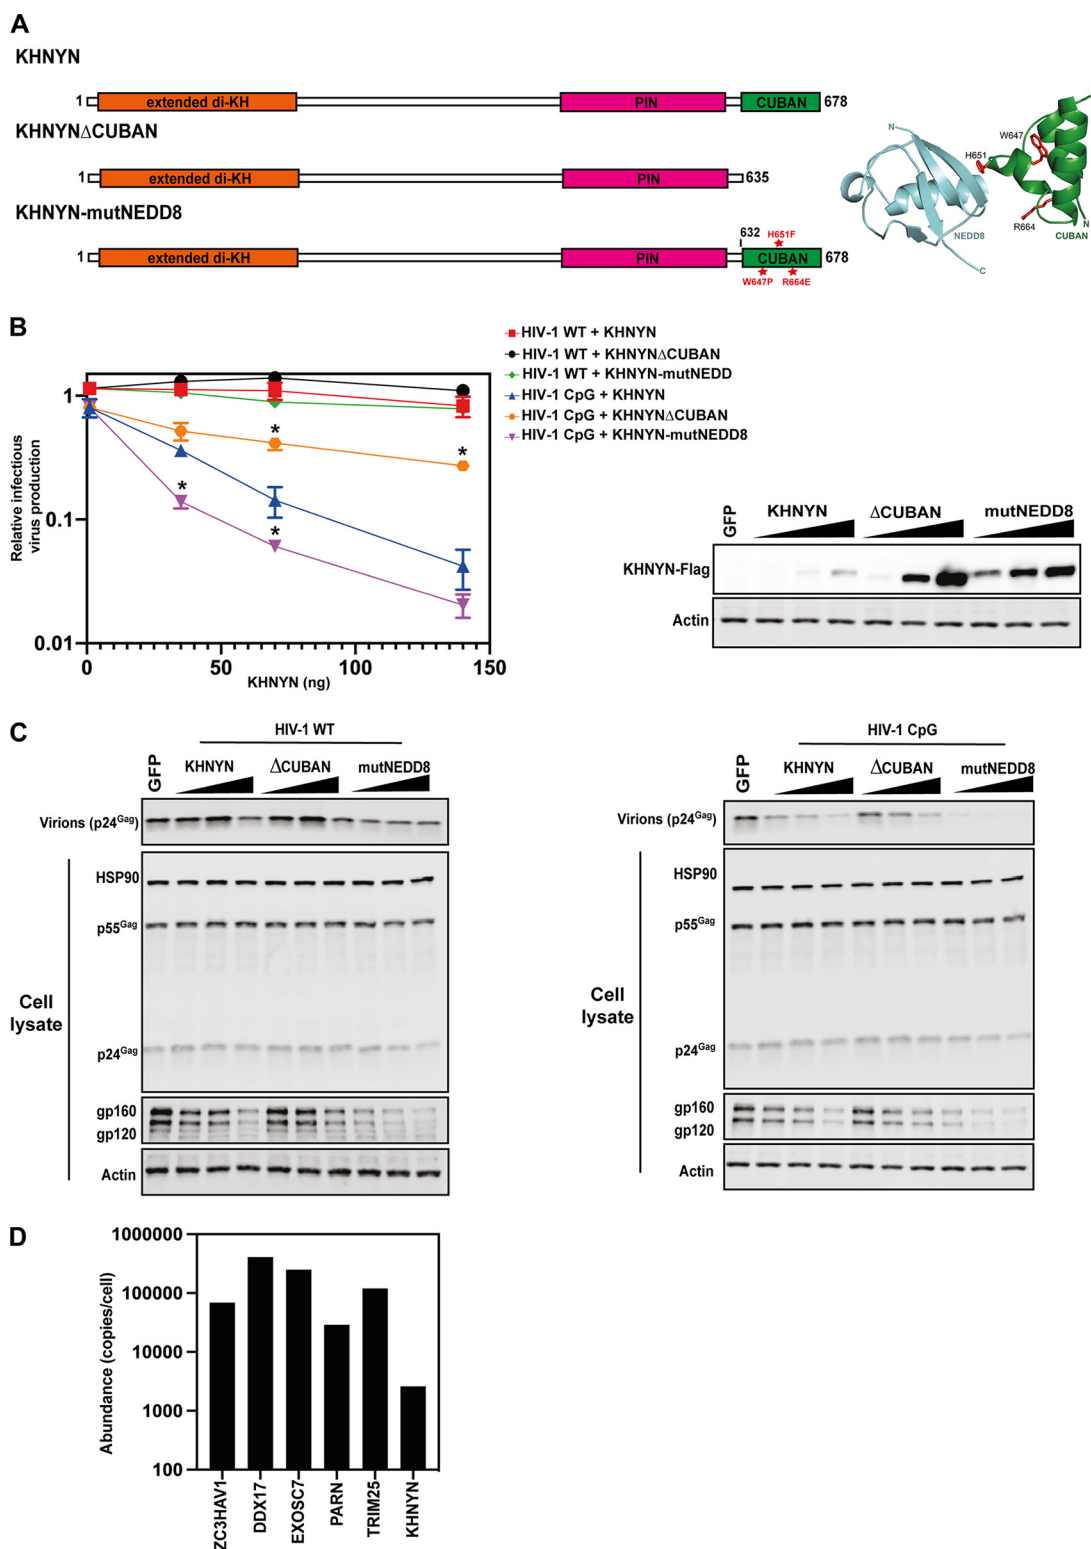 A
KHNYN
1 extended di-KH PIN CUBAN 678
KHNYNΔCUBAN
1 extended di-KH PIN 635
KHNYN-mutNEDD8
632 H651F
1 extended di-KH PIN CUBAN 678
W647P R664E
N
W647
H651
R664
N
NEDD8
CUBAN
C
B
HIV-1 WT + KHNYN
HIV-1 WT + KHNYNΔCUBAN
HIV-1 WT + KHNYN-mutNEDD
HIV-1 CpG + KHNYN
HIV-1 CpG + KHNYNΔCUBAN
HIV-1 CpG + KHNYN-mutNEDD8
Relative infectious
virus production
1
0.1
0.01
* * * *
0 50 100 150
KHNYN (ng)
GFP KHNYN ΔCUBAN mutNEDD8
KHNYN-Flag
Actin
C
HIV-1 WT
GFP KHNYN ΔCUBAN mutNEDD8
Virions (p24Gag)
HSP90
p55Gag
Cell
lysate
p24Gag
gp160
gp120
Actin
HIV-1 CpG
GFP KHNYN ΔCUBAN mutNEDD8
Virions (p24Gag)
HSP90
p55Gag
Cell
lysate
p24Gag
gp160
gp120
Actin
D
Abundance (copies/cell)
1000000
100000
10000
1000
100
ZC3HAV1
DDX17
EXOSC7
PARN
TRIM25
KHNYN